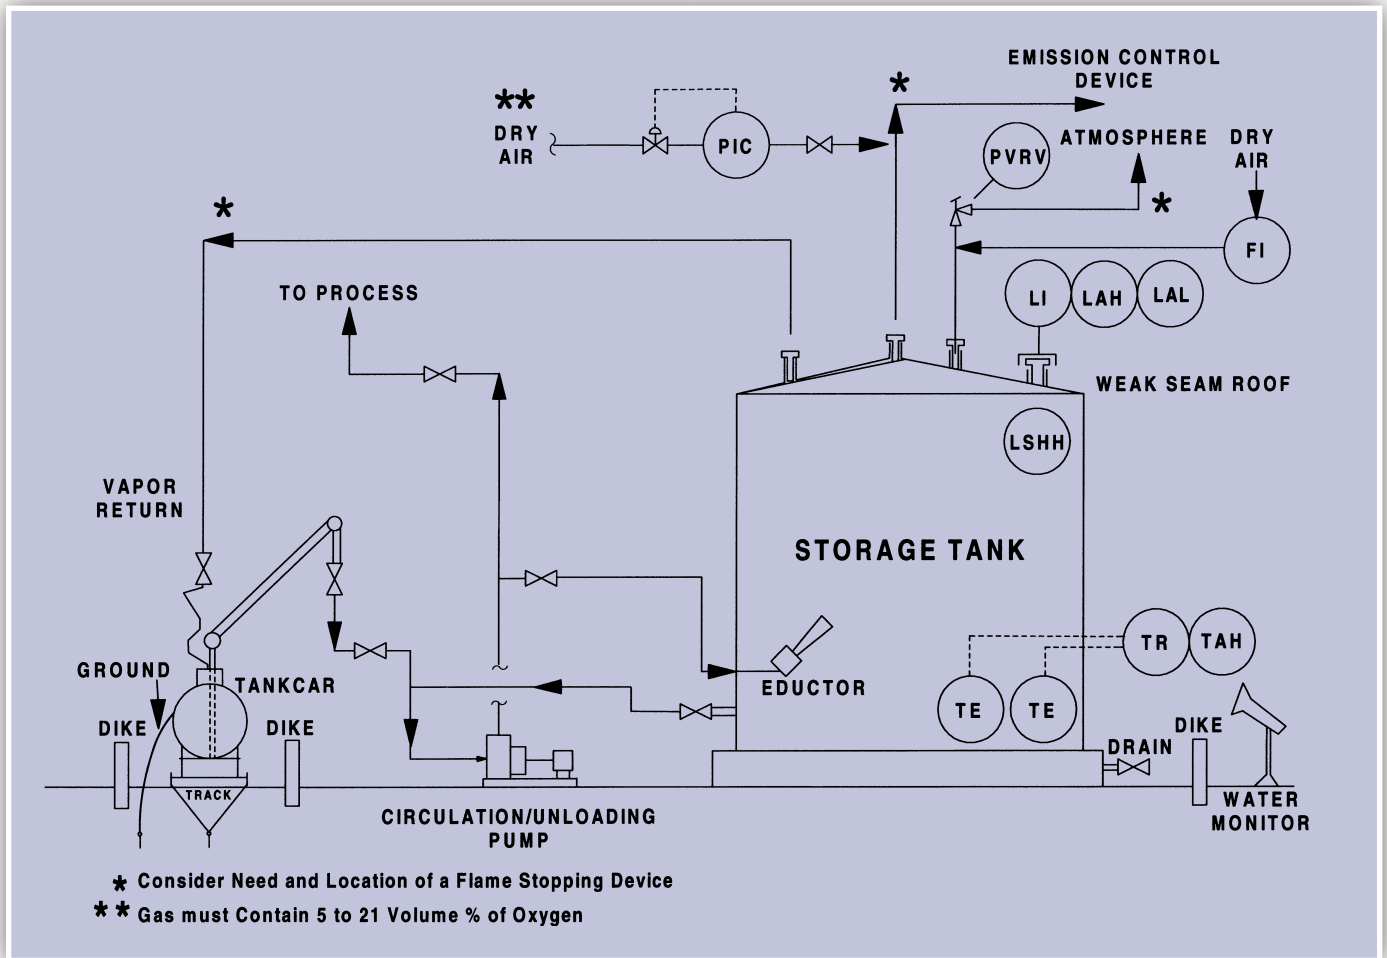 EMISSION CONTROL
DEVICE
*
**
DRY
AIR
PIC
PVRV
ATMOSPHERE
DRY
AIR
*
*
FI
TO PROCESS
LI
LAH
LAL
WEAK SEAM ROOF
LSHH
VAPOR
RETURN
STORAGE TANK
GROUND
TANKCAR
EDUCTOR
TR
TAH
TE
TE
DIKE
DIKE
DIKE
DRAIN
TRACK
WATER
MONITOR
CIRCULATION/UNLOADING
PUMP
* Consider Need and Location of a Flame Stopping Device
** Gas must Contain 5 to 21 Volume % of Oxygen